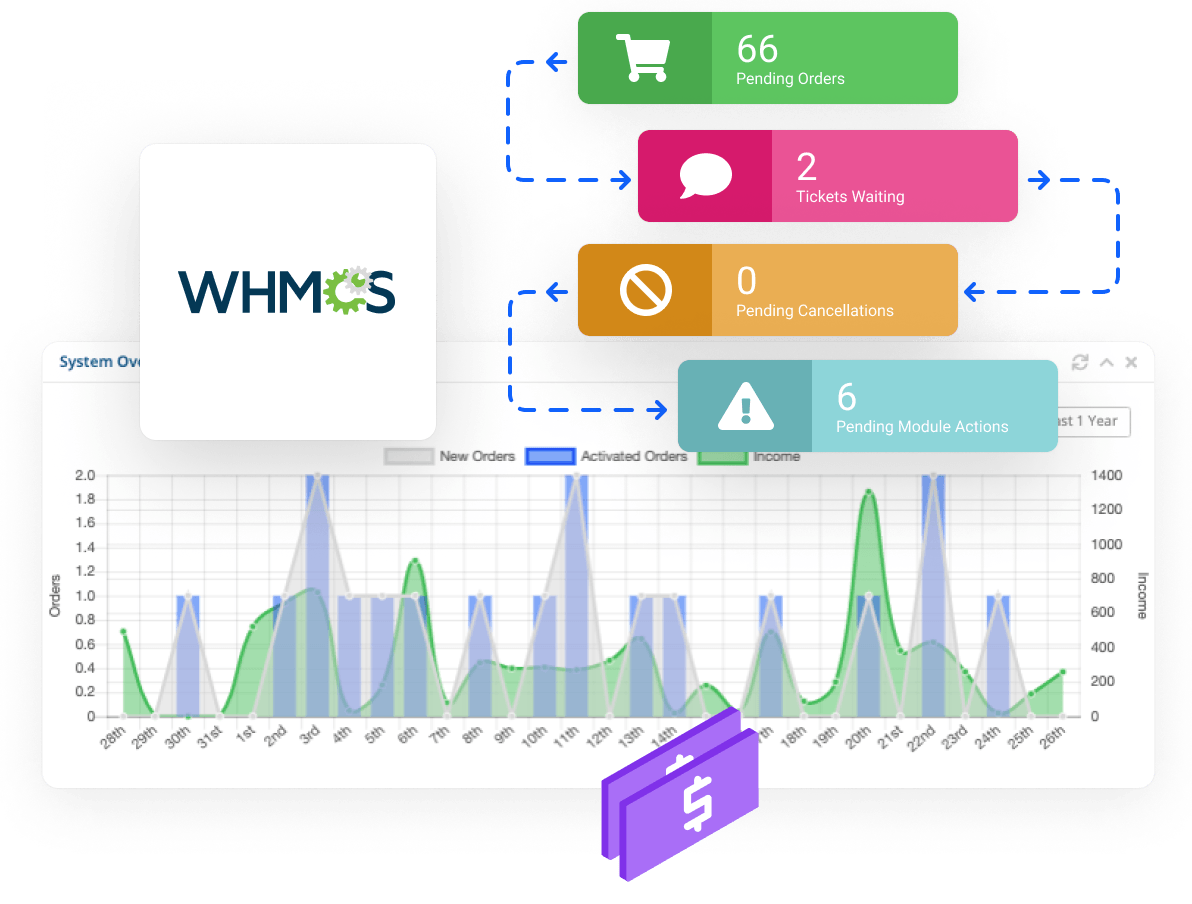 66
Pending Orders
2
Tickets Waiting
WHMCS
0
Pending Cancellations
System Ove
6
Pending Module Actions
ast 1 Year
New Orders
Activated Orders
Income
2.0
1.8
1.6
1.4
1.2
1.0
0.8
0.6
0.4
0.2
0
Orders
1400
1200
1000
800
600
400
200
0
Income
28th
29th
30th
31st
1st
2nd
3rd
4th
5th
6th
7th
8th
9th
10th
11th
12th
13th
14th
7th
18th
19th
20th
21st
22nd
23rd
24th
25th
26th
$